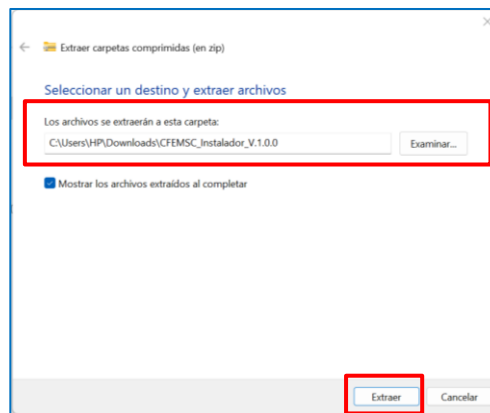 Extraer carpetas comprimidas (en zip)
Seleccionar un destino y extraer archivos
Los archivos se extraerán a esta carpeta:
C:\Users\HP\Downloads\CFEMSC_Instalador_V.1.0.0
Examinar...
Mostrar los archivos extraídos al completar
Extraer
Cancelar